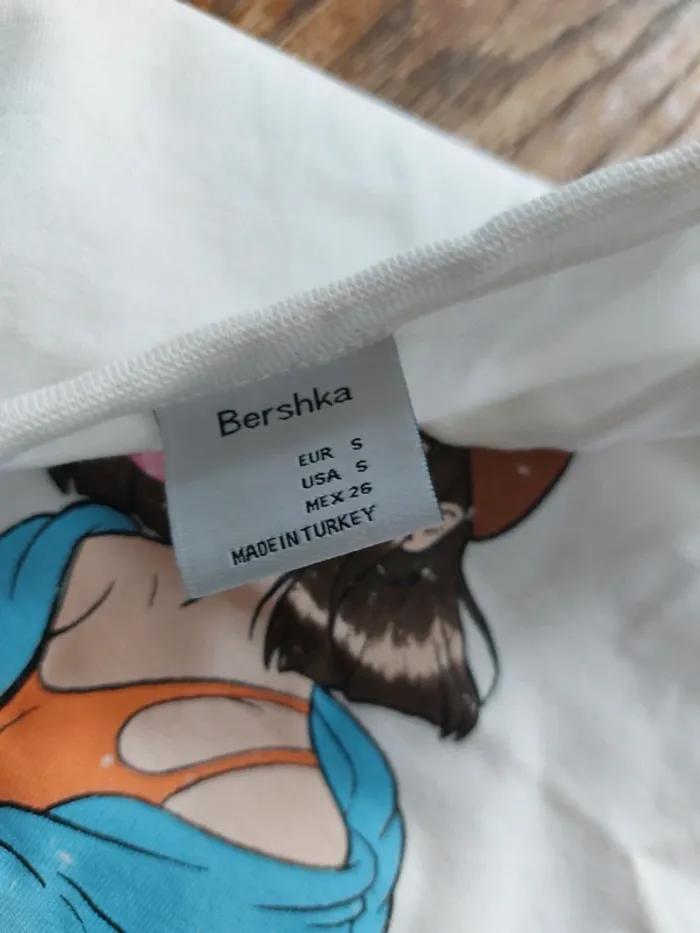 Bershka
EUR S
USA S
MEX 26
MADE IN TURKEY